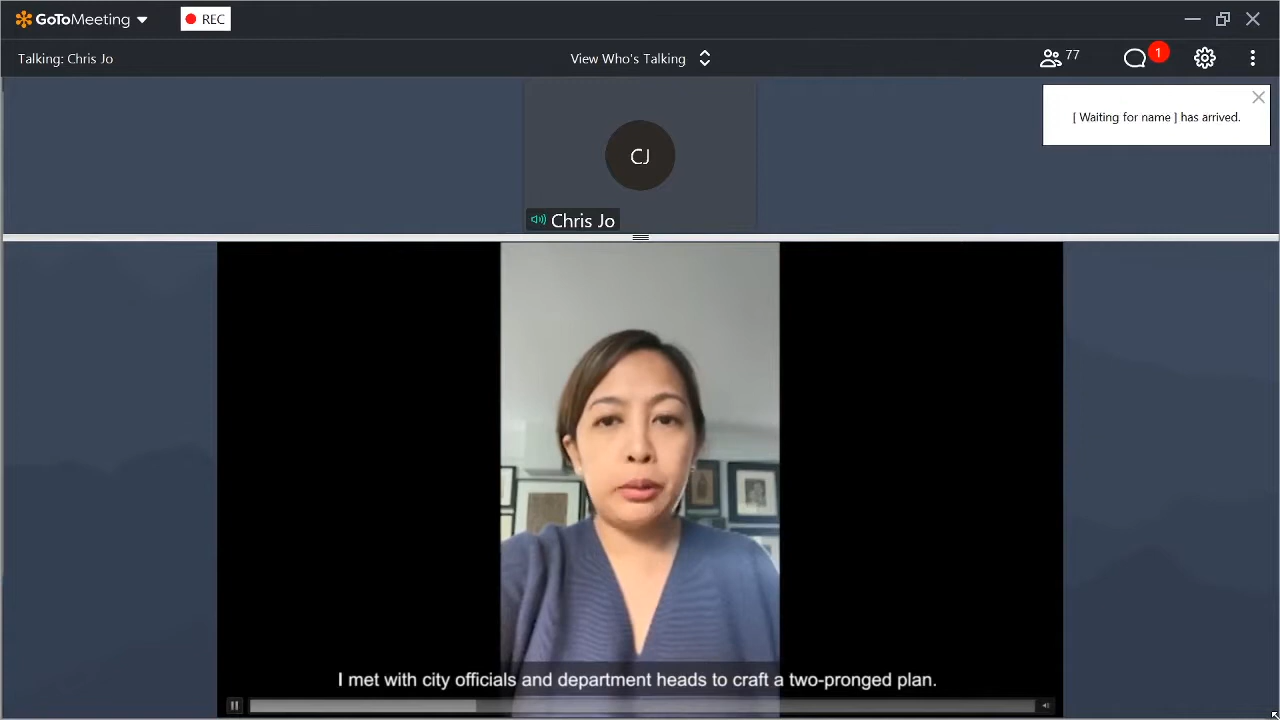 GoToMeeting
REC
Talking: Chris Jo
View Who's Talking
77
1
[ Waiting for name ] has arrived.
CJ
Chris Jo
I met with city officials and department heads to craft a two-pronged plan.